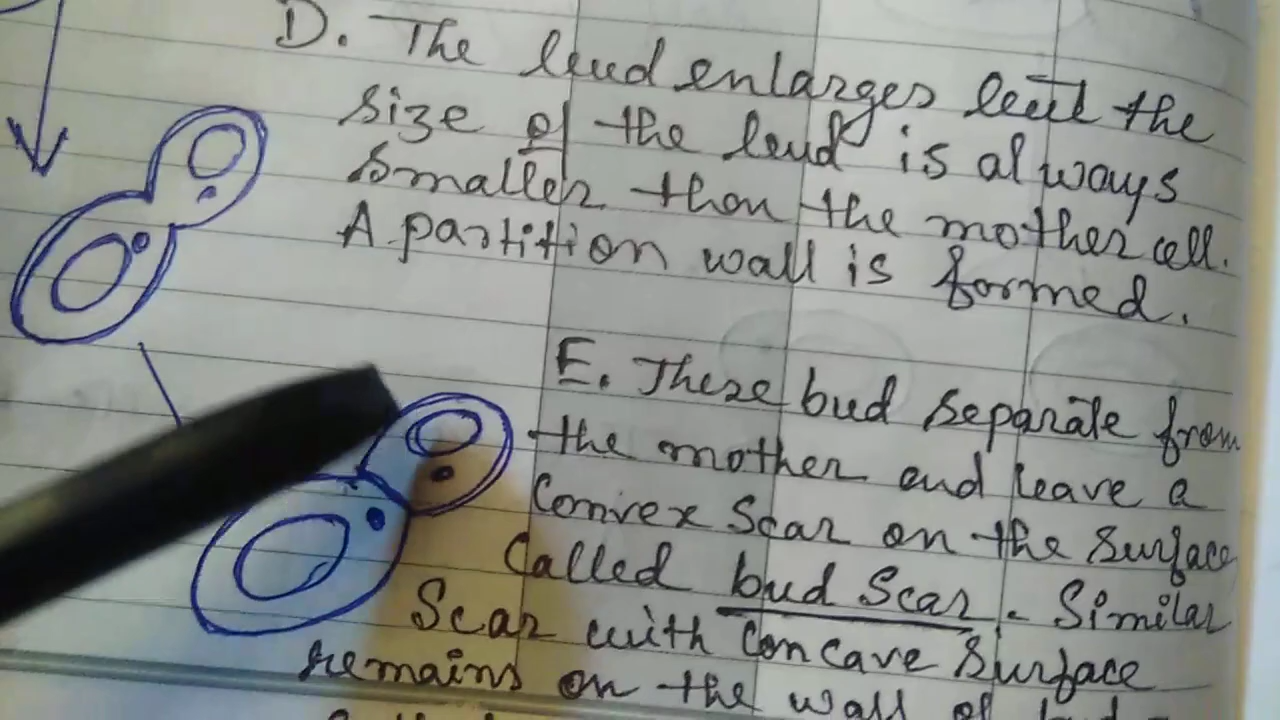 D. The bud enlarges but the
size of the bud is always
smaller than the mother cell.
A partition wall is formed.
E. These bud separate from
the mother and leave a
Convex Scar on the surface
Called bud Scar. Similar
Scar with Concave Surface
remains on the wall of bud